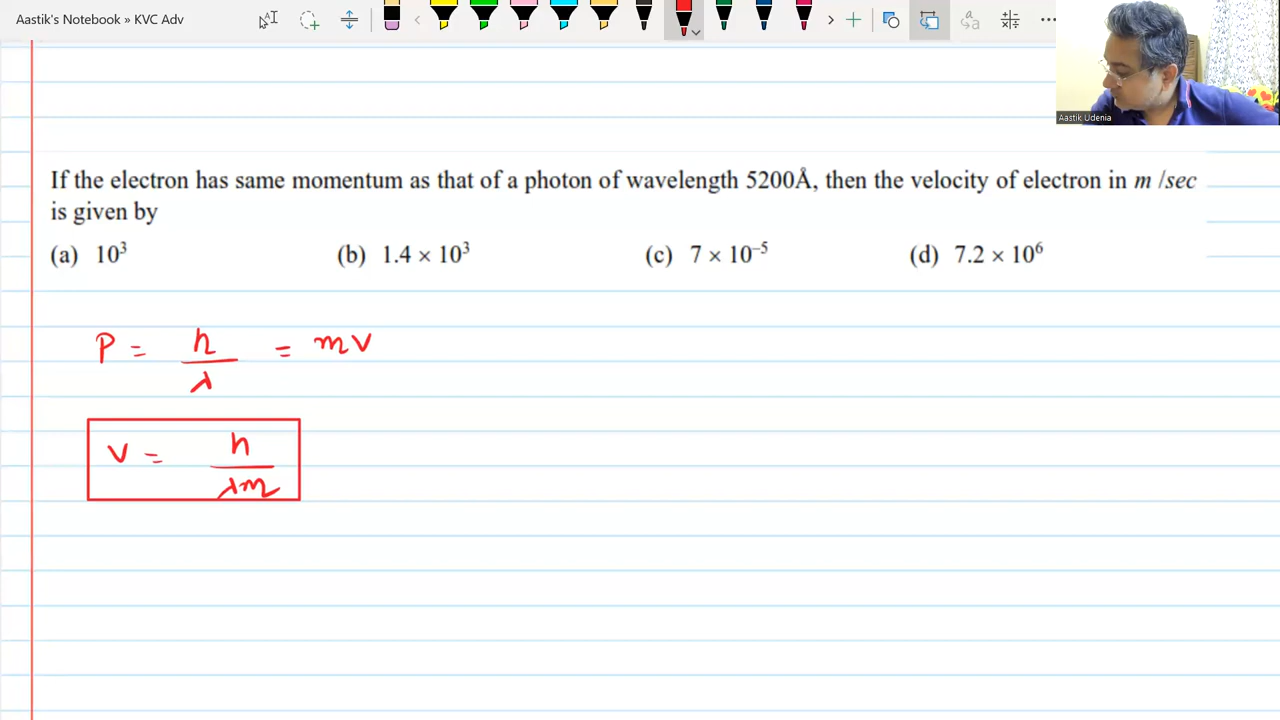 Aastik's Notebook » KVC Adv
Aastik Udenia
If the electron has same momentum as that of a photon of wavelength 5200Å, then the velocity of electron in m /sec
is given by
(a) 10³ (b) 1.4 × 10³ (c) 7 × 10⁻⁵ (d) 7.2 × 10⁶
P = h/λ = mv
v = h/λm